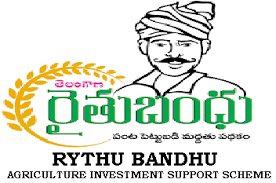 తెలంగాణ
రైతుబంధు
పంట పెట్టుబడి మద్దతు పథకం
RYTHU BANDHU
AGRICULTURE INVESTMENT SUPPORT SCHEME